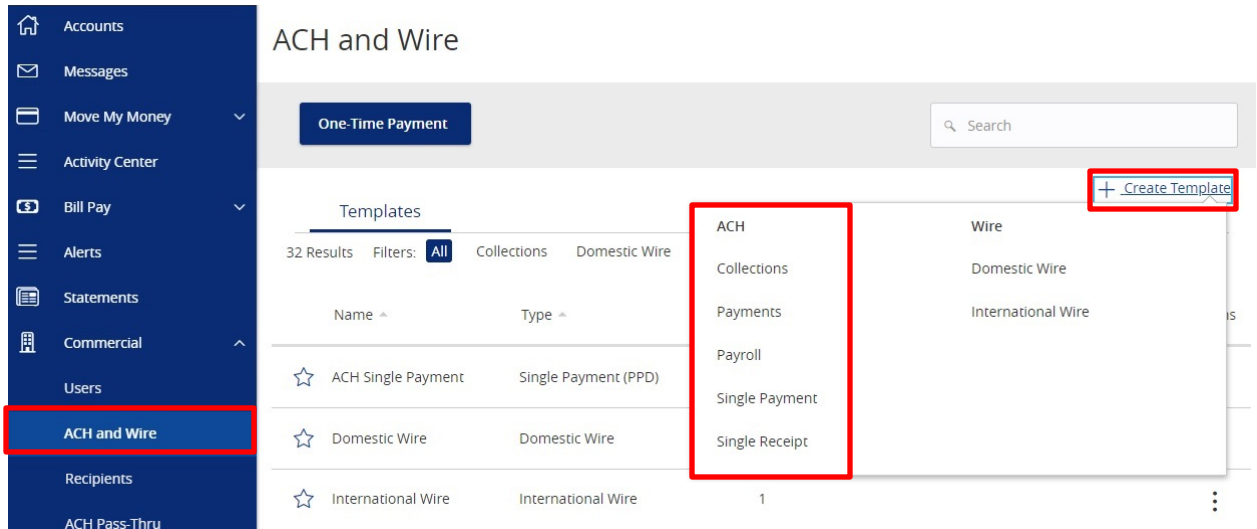 Accounts
Messages
Move My Money
Activity Center
Bill Pay
Alerts
Statements
Commercial
Users
ACH and Wire
Recipients
ACH Pass-Thru
ACH and Wire
One-Time Payment
Search
+ Create Template
Templates
32 Results Filters: All Collections Domestic Wire
Name Type
ACH Single Payment Single Payment (PPD)
Domestic Wire Domestic Wire
International Wire International Wire 1
ACH
Collections
Payments
Payroll
Single Payment
Single Receipt
Wire
Domestic Wire
International Wire